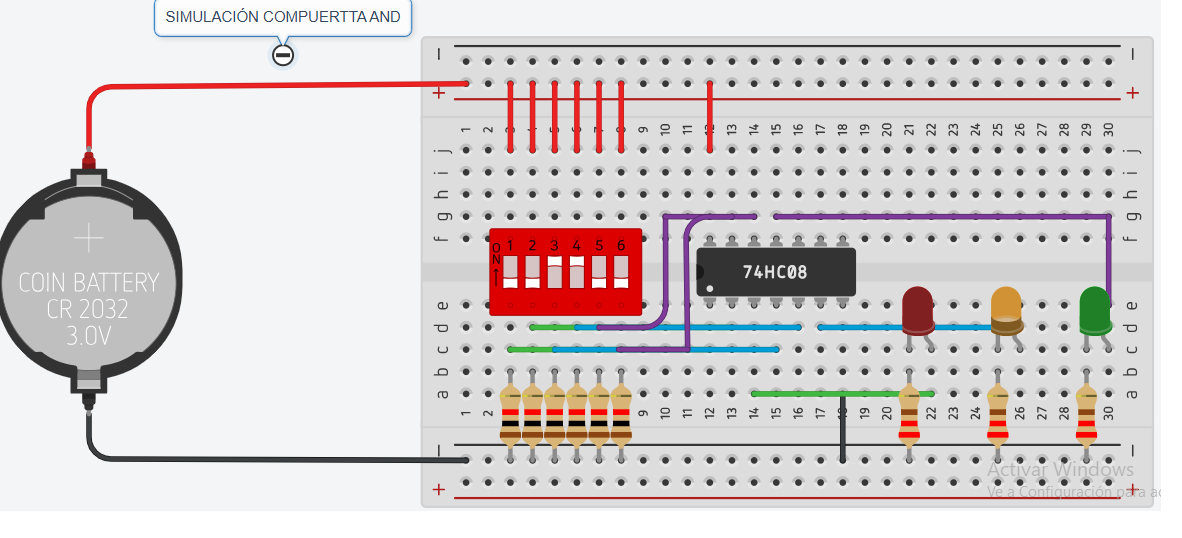 SIMULACIÓN COMPUERTTA AND
1 2 3 4 5 6 7 8 9 10 11 12 13 14 15 16 17 18 19 20 21 22 23 24 25 26 27 28 29 30
j
i
h
g
f
ON
1 2 3 4 5 6
74HC08
COIN BATTERY
CR 2032
3.0V
e
d
c
b
a
1 2 9 10 11 12 13 14 15 16 17 18 19 20 22 23 24 26 27 28 30
Activar Windows
Ve a Configuración para ac